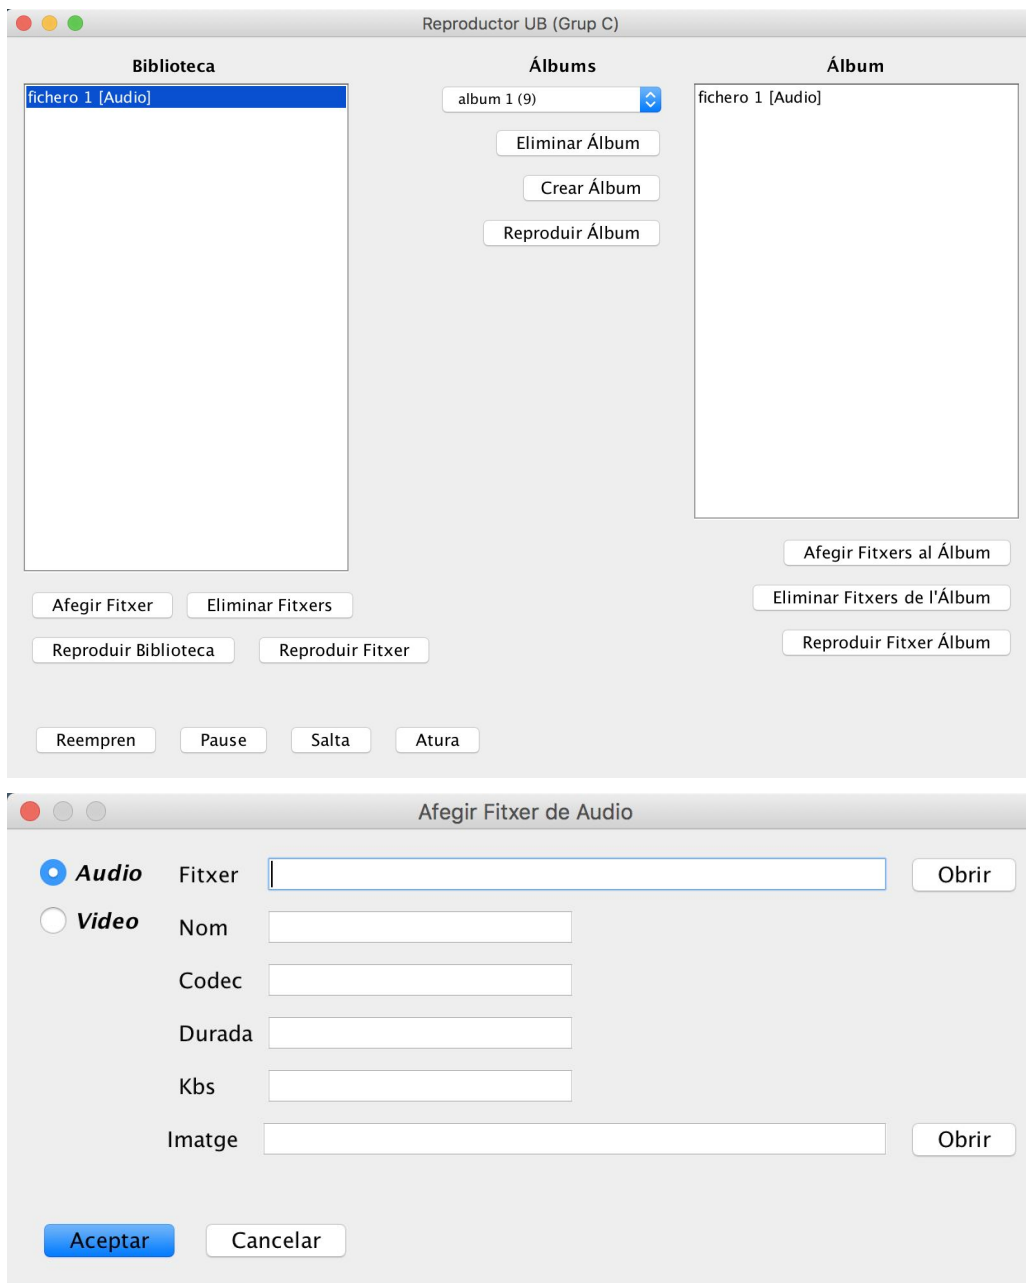 Reproductor UB (Grup C)
Biblioteca
Álbums
Álbum
fichero 1 [Audio]
album 1 (9)
fichero 1 [Audio]
Eliminar Álbum
Crear Álbum
Reproduir Álbum
Afegir Fitxers al Álbum
Eliminar Fitxers de l'Álbum
Reproduir Fitxer Álbum
Afegir Fitxer
Eliminar Fitxers
Reproduir Biblioteca
Reproduir Fitxer
Reempren
Pause
Salta
Atura
Afegir Fitxer de Audio
Audio
Video
Fitxer
Obrir
Nom
Codec
Durada
Kbs
Imatge
Obrir
Aceptar
Cancelar